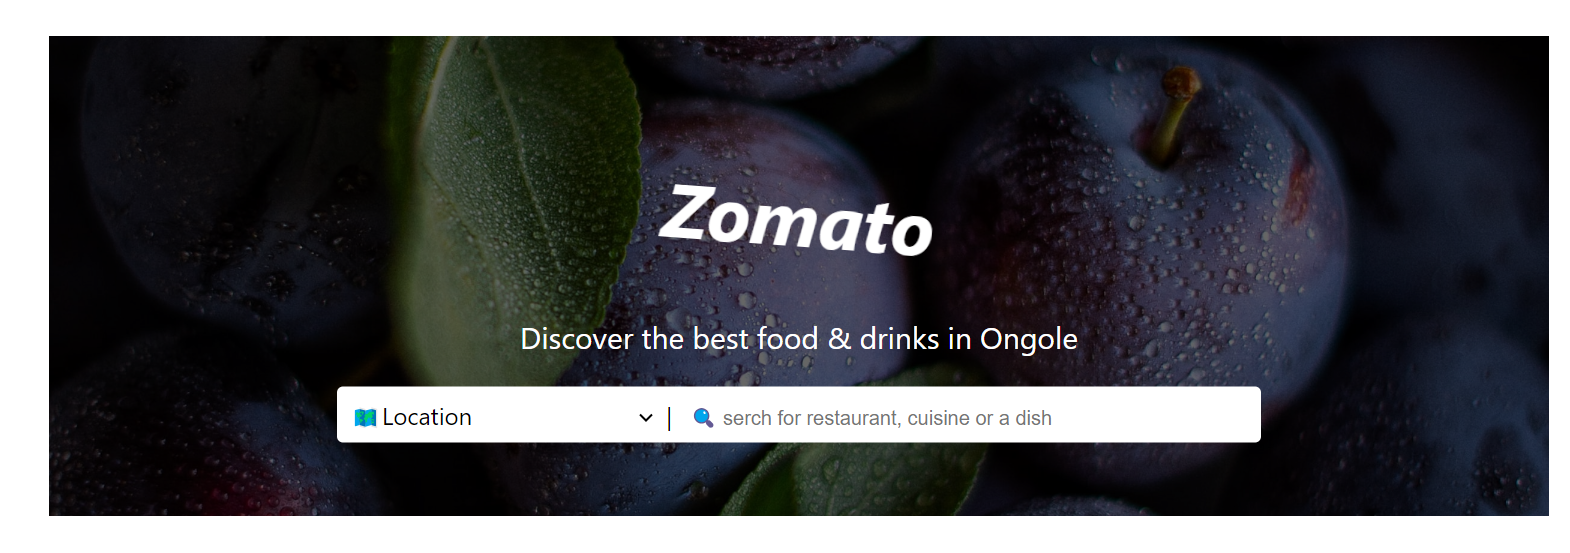 Zomato
Discover the best food & drinks in Ongole
Location | serch for restaurant, cuisine or a dish